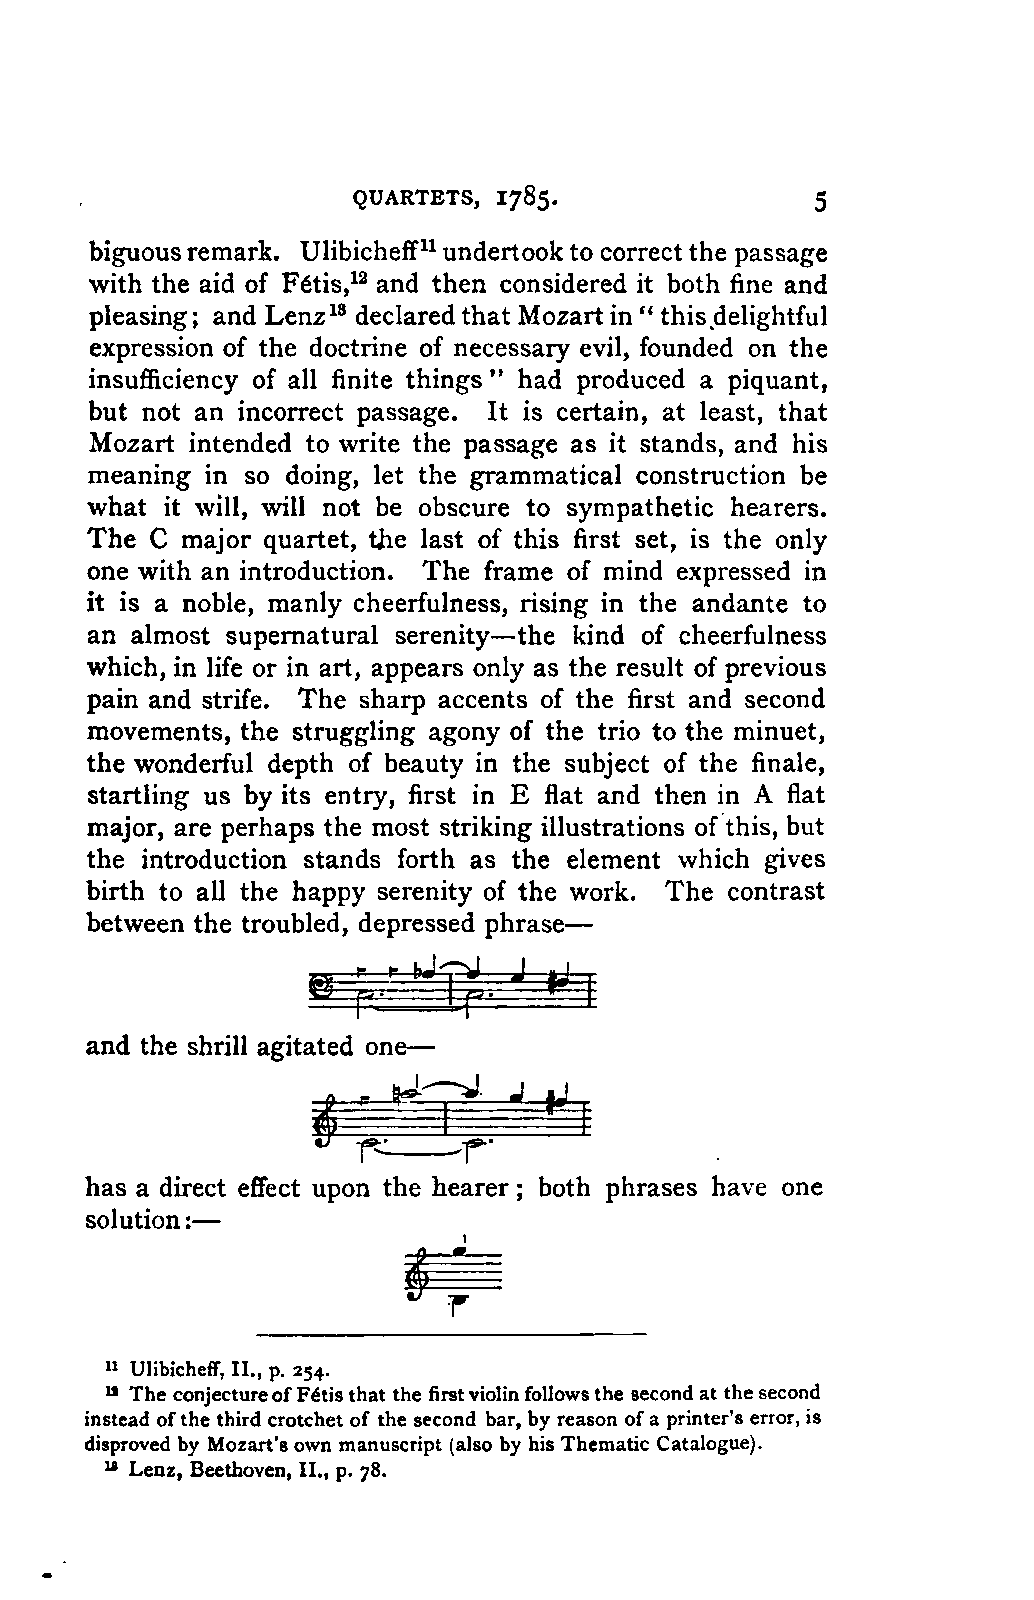 QUARTETS, 1785. 5
biguous remark. Ulibicheff¹¹ undertook to correct the passage
with the aid of Fétis,¹² and then considered it both fine and
pleasing; and Lenz¹³ declared that Mozart in “ this delightful
expression of the doctrine of necessary evil, founded on the
insufficiency of all finite things ” had produced a piquant,
but not an incorrect passage. It is certain, at least, that
Mozart intended to write the passage as it stands, and his
meaning in so doing, let the grammatical construction be
what it will, will not be obscure to sympathetic hearers.
The C major quartet, the last of this first set, is the only
one with an introduction. The frame of mind expressed in
it is a noble, manly cheerfulness, rising in the andante to
an almost supernatural serenity—the kind of cheerfulness
which, in life or in art, appears only as the result of previous
pain and strife. The sharp accents of the first and second
movements, the struggling agony of the trio to the minuet,
the wonderful depth of beauty in the subject of the finale,
startling us by its entry, first in E flat and then in A flat
major, are perhaps the most striking illustrations of this, but
the introduction stands forth as the element which gives
birth to all the happy serenity of the work. The contrast
between the troubled, depressed phrase—
and the shrill agitated one—
has a direct effect upon the hearer; both phrases have one
solution:—
¹¹ Ulibicheff, II., p. 254.
¹² The conjecture of Fétis that the first violin follows the second at the second
instead of the third crotchet of the second bar, by reason of a printer's error, is
disproved by Mozart's own manuscript (also by his Thematic Catalogue).
¹³ Lenz, Beethoven, II., p. 78.